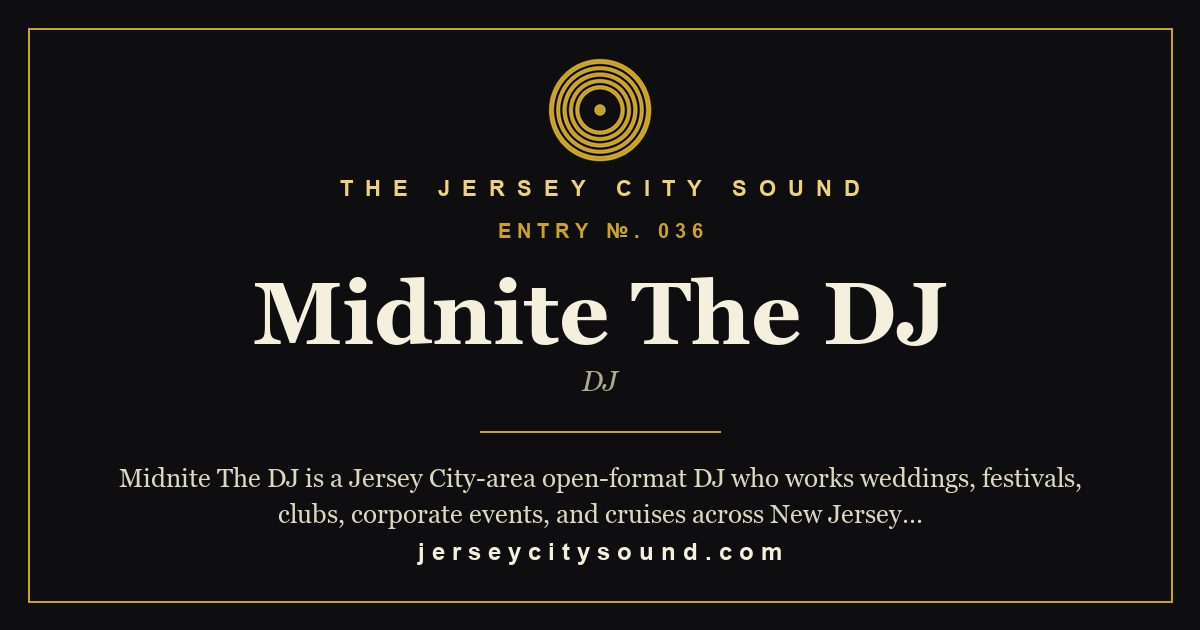 THE JERSEY CITY SOUND
ENTRY №. 036
Midnite The DJ
DJ
Midnite The DJ is a Jersey City-area open-format DJ who works weddings, festivals,
clubs, corporate events, and cruises across New Jersey...
jerseycitysound.com